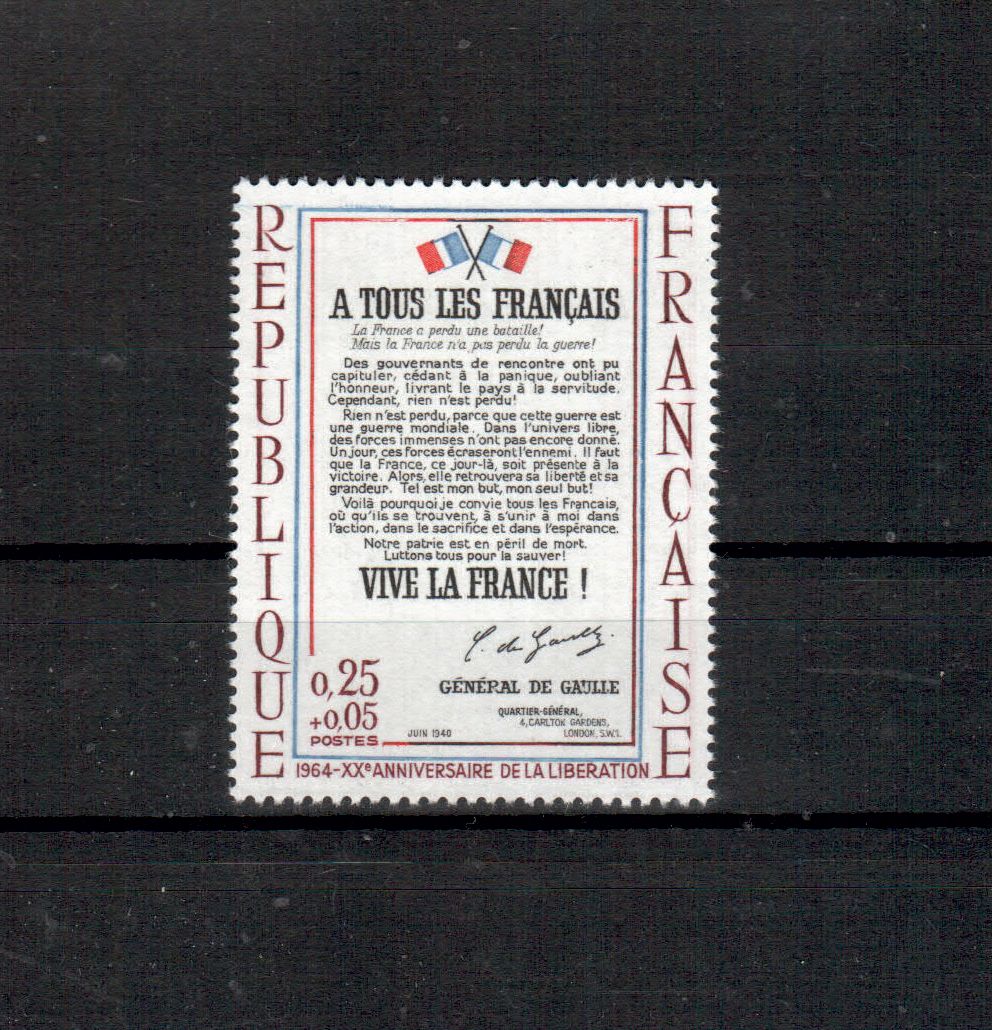 REPUBLIQUE
FRANÇAISE
A TOUS LES FRANÇAIS
La France a perdu une bataille!
Mais la France n'a pas perdu la guerre!
Des gouvernants de rencontre ont pu
capituler, cédant à la panique, oubliant
l'honneur, livrant le pays à la servitude.
Cependant, rien n'est perdu!
Rien n'est perdu, parce que cette guerre est
une guerre mondiale. Dans l'univers libre,
des forces immenses n'ont pas encore donné.
Un jour, ces forces écraseront l'ennemi. Il faut
que la France, ce jour-là, soit présente à la
victoire. Alors, elle retrouvera sa liberté et sa
grandeur. Tel est mon but, mon seul but!
Voilà pourquoi je convie tous les Francais,
où qu'ils se trouvent, à s'unir à moi dans
l'action, dans le sacrifice et dans l'espérance.
Notre patrie est en péril de mort.
Luttons tous pour la sauver!
VIVE LA FRANCE !
C. de Gaulle.
0,25
+0,05
POSTES
GÉNÉRAL DE GAULLE
QUARTIER-GÉNÉRAL,
4, CARLTON GARDENS,
LONDON, S.W.1.
JUIN 1940
1964-XXe ANNIVERSAIRE DE LA LIBERATION